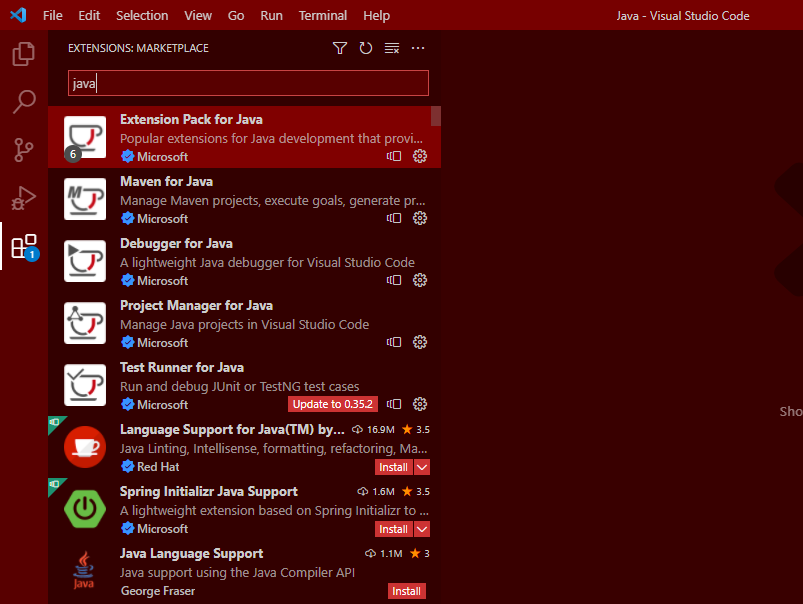 File Edit Selection View Go Run Terminal Help Java - Visual Studio Code
EXTENSIONS: MARKETPLACE
java
Extension Pack for Java
Popular extensions for Java development that provi...
6
Microsoft
Maven for Java
Manage Maven projects, execute goals, generate pr...
Microsoft
Debugger for Java
A lightweight Java debugger for Visual Studio Code
Microsoft
1
Project Manager for Java
Manage Java projects in Visual Studio Code
Microsoft
Test Runner for Java
Run and debug JUnit or TestNG test cases
Microsoft Update to 0.35.2
Sho
Language Support for Java(TM) by... 16.9M 3.5
Java Linting, Intellisense, formatting, refactoring, Ma...
Red Hat Install
Spring Initializr Java Support 1.6M 3.5
A lightweight extension based on Spring Initializr to ...
Microsoft Install
Java Language Support 1.1M 3
Java support using the Java Compiler API
Java
George Fraser Install